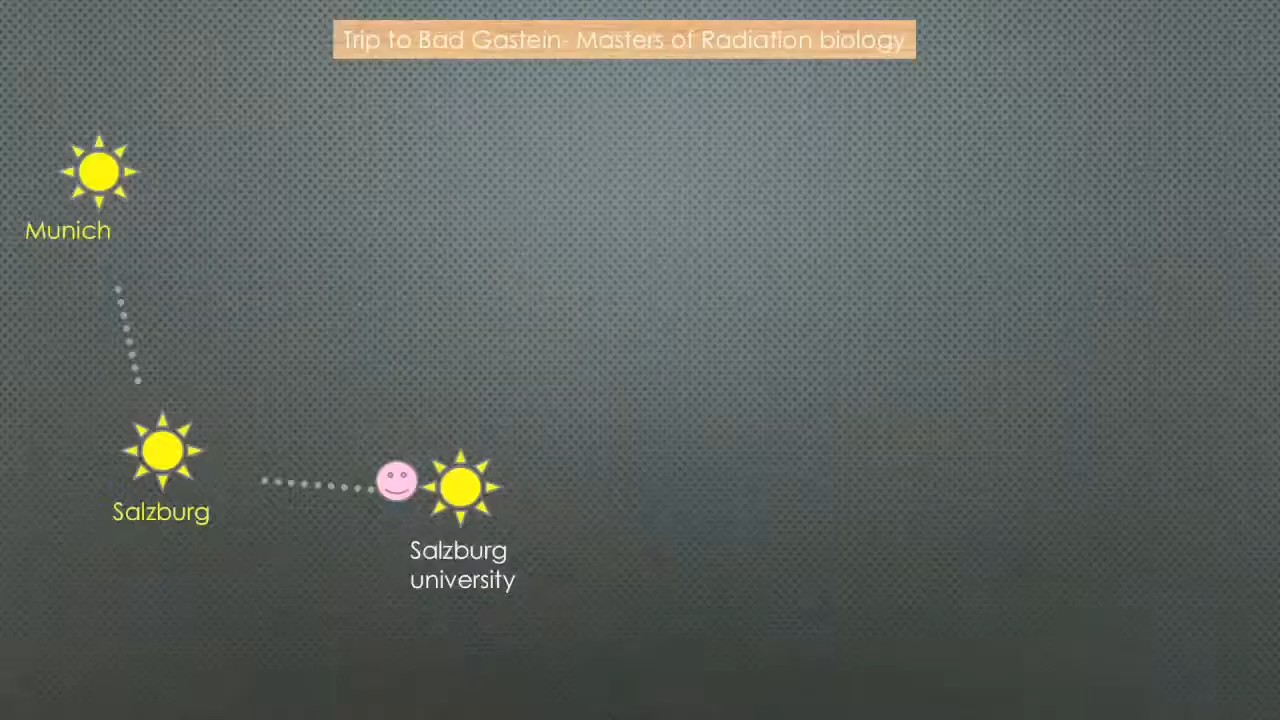 Trip to Bad Gastein- Masters of Radiation biology
Munich
Salzburg
Salzburg
university